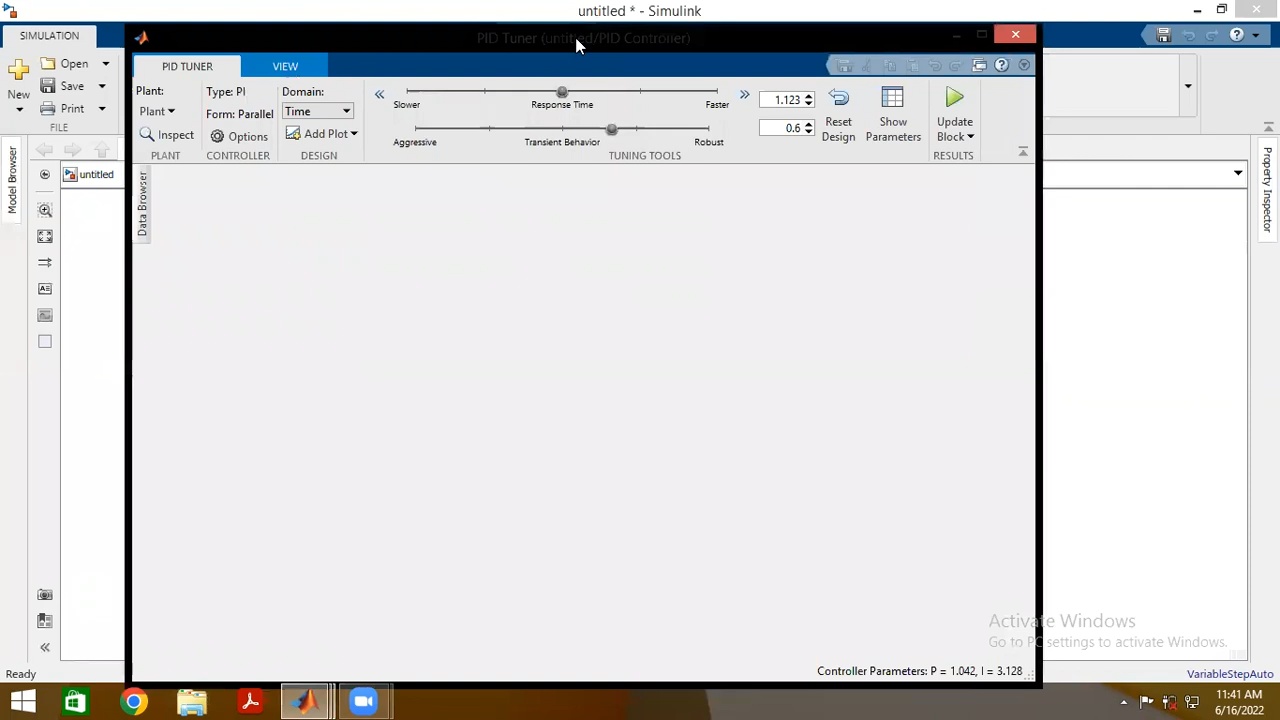 untitled * - Simulink
SIMULATION
PID Tuner (untitled/PID Controller)
PID TUNER
VIEW
New
Open
Save
Print
FILE
Plant:
Plant
Inspect
PLANT
Type: PI
Form: Parallel
Options
CONTROLLER
Domain:
Time
Add Plot
DESIGN
Slower
Response Time
Faster
Aggressive
Transient Behavior
Robust
TUNING TOOLS
1.123
0.6
Reset
Design
Show
Parameters
Update
Block
RESULTS
Model Browser
untitled
Data Browser
Property Inspector
Activate Windows
Go to PC settings to activate Windows.
Controller Parameters: P = 1.042, I = 3.128
Ready
VariableStepAuto
11:41 AM
6/16/2022